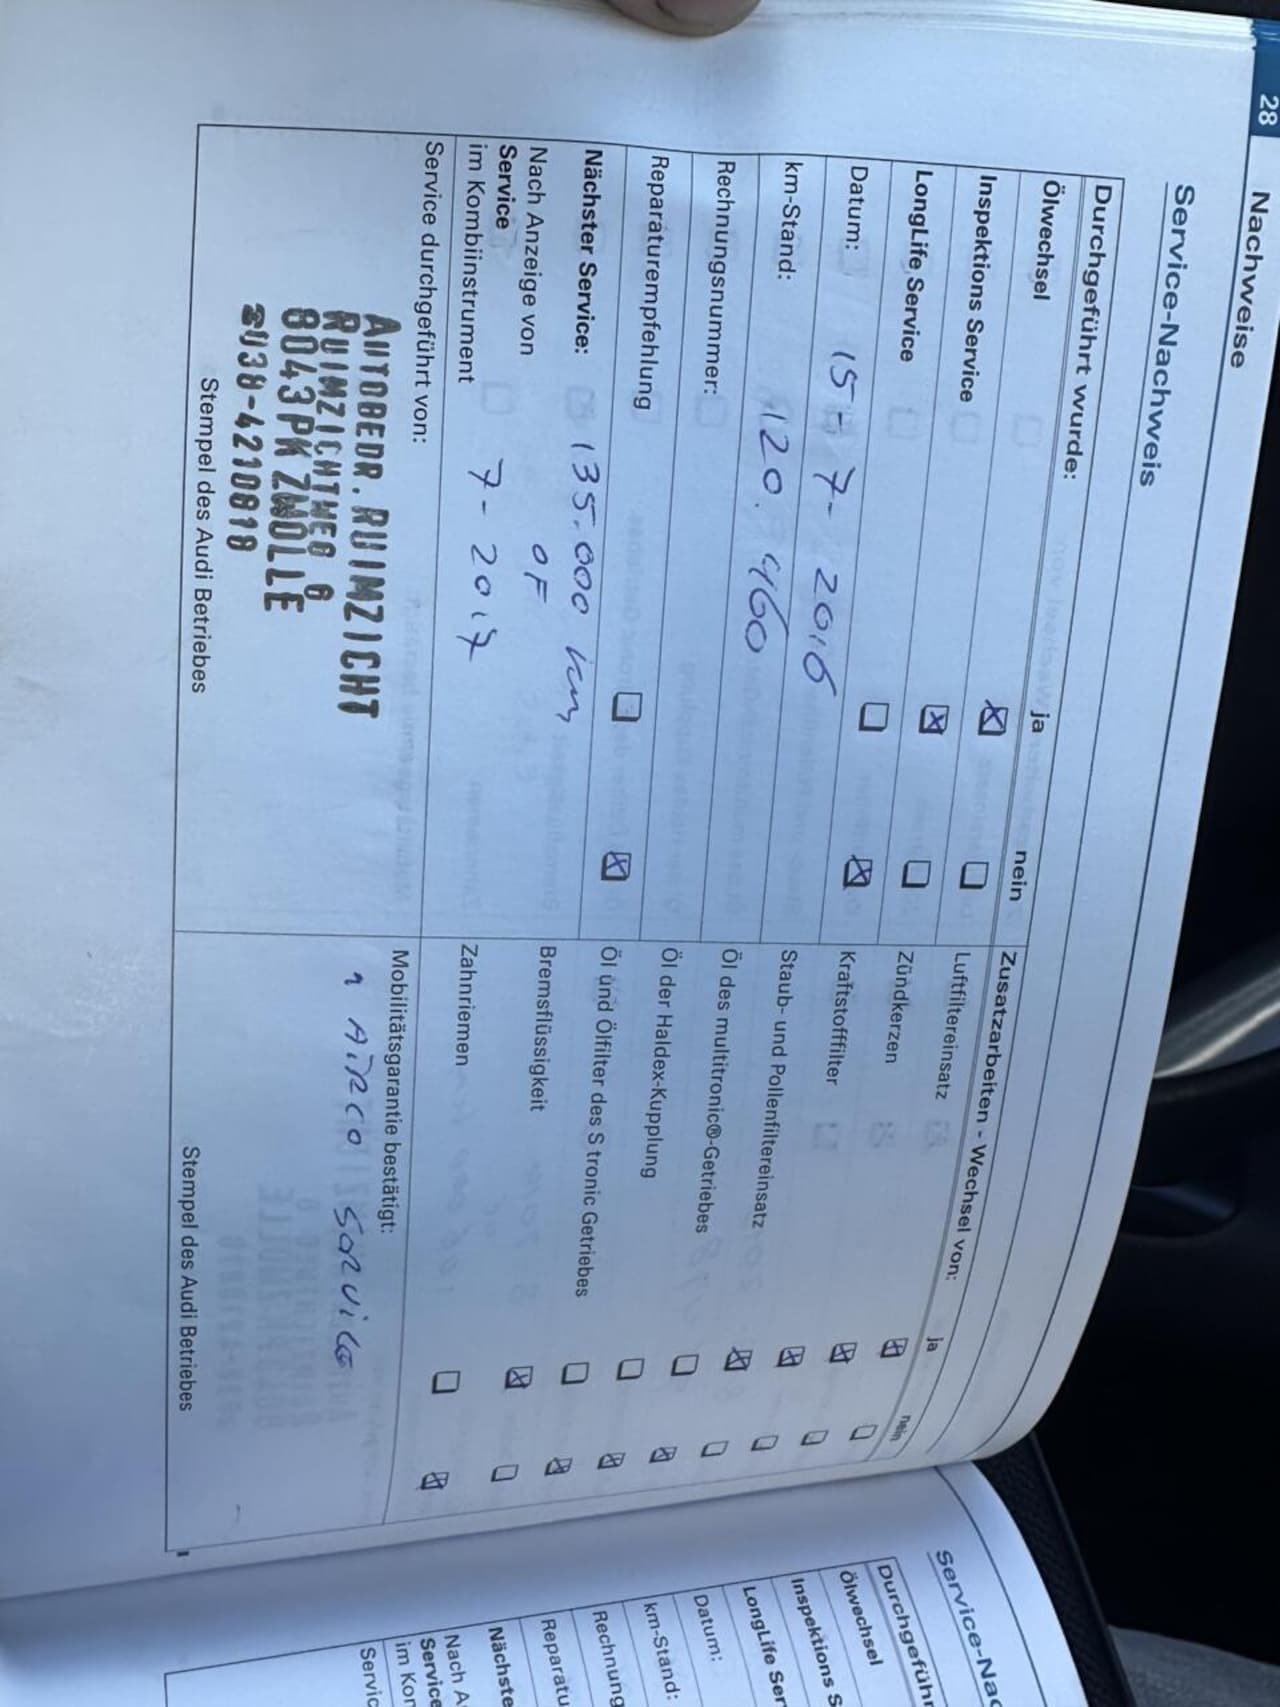 28 Nachweise
Service-Nachweis
Durchgeführt wurde:
ja nein
Ölwechsel ☒ ☐
Inspektions Service ☒ ☐
LongLife Service ☐ ☒
Datum: 15-7-2016
km-Stand: 120.460
Rechnungsnummer:
Reparaturempfehlung ☐ ☒
Nächster Service: 135.000 km
Nach Anzeige von OF
Service
im Kombiinstrument 7-2017
Service durchgeführt von:
AUTOBEDR. RUIMZICHT
RUIMZICHTWEG 6
8043PK ZWOLLE
2038-4210818
Stempel des Audi Betriebes
Zusatzarbeiten - Wechsel von:
ja nein
Luftfiltereinsatz ☒ ☐
Zündkerzen ☒ ☐
Kraftstofffilter ☒ ☐
Staub- und Pollenfiltereinsatz ☒ ☐
Öl des multitronic®-Getriebes ☐ ☒
Öl der Haldex-Kupplung ☐ ☒
Öl und Ölfilter des S tronic Getriebes ☐ ☒
Bremsflüssigkeit ☒ ☐
Zahnriemen ☐ ☒
Mobilitätsgarantie bestätigt:
AIRCO
Stempel des Audi Betriebes
Service-Nac
Durchgeführ
Ölwechsel
Inspektions S
LongLife Ser
Datum:
km-Stand:
Rechnung
Reparatu
Nächste
Nach A
Service
im Kor
Servic